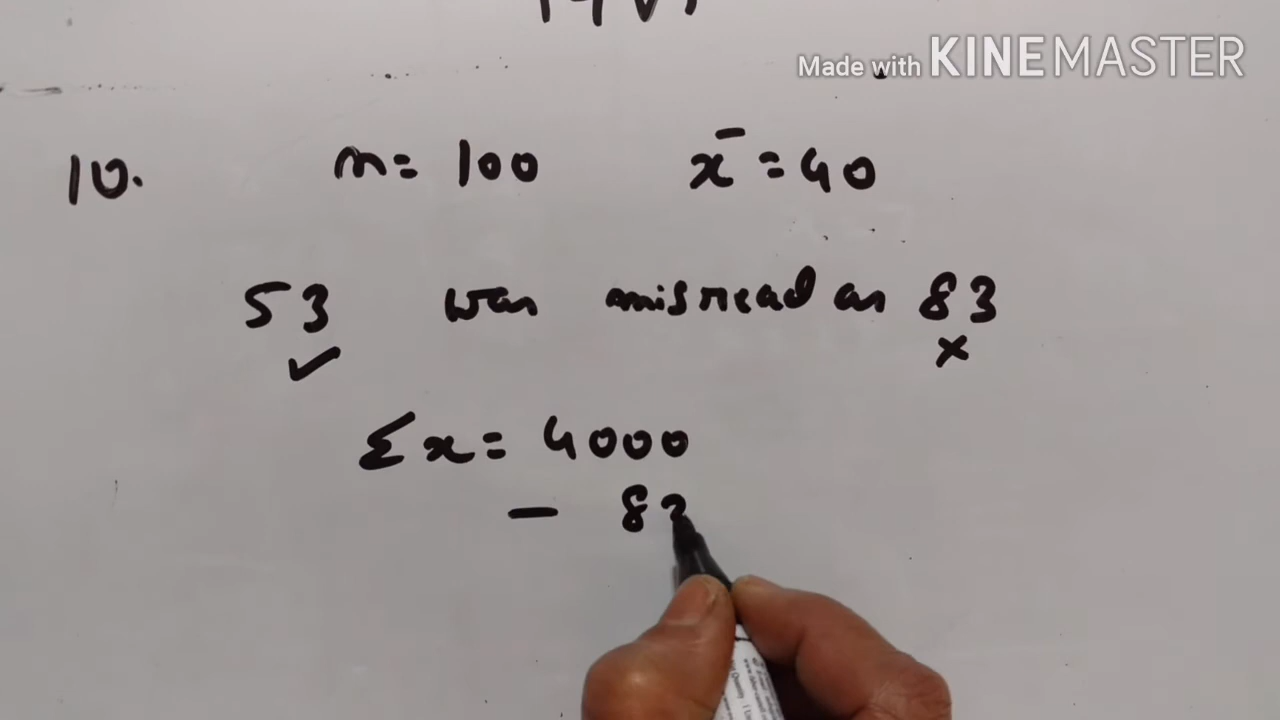 Made with KINEMASTER
10. n = 100 x̄ = 40
53 was misread as 83
✓ ×
Σx = 4000
- 83